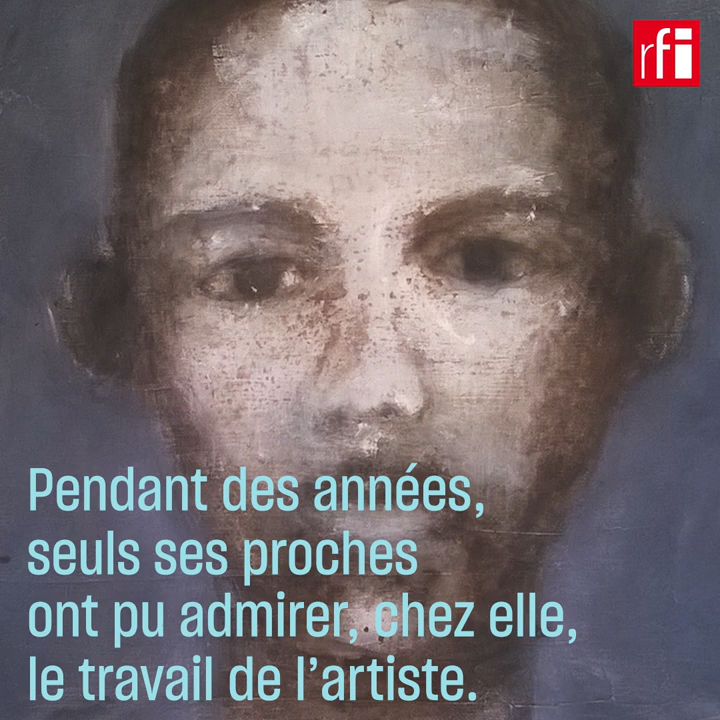 rfi
Pendant des années,
seuls ses proches
ont pu admirer, chez elle,
le travail de l’artiste.